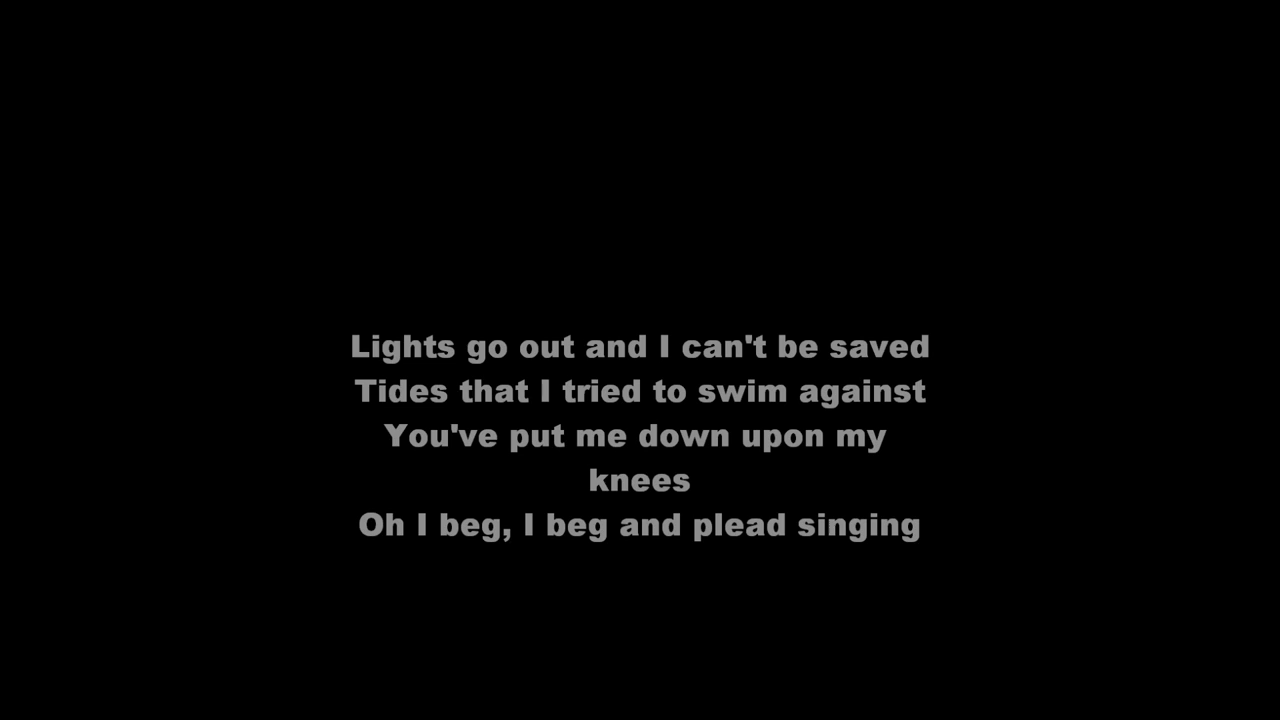 Lights go out and I can't be saved
Tides that I tried to swim against
You've put me down upon my
knees
Oh I beg, I beg and plead singing